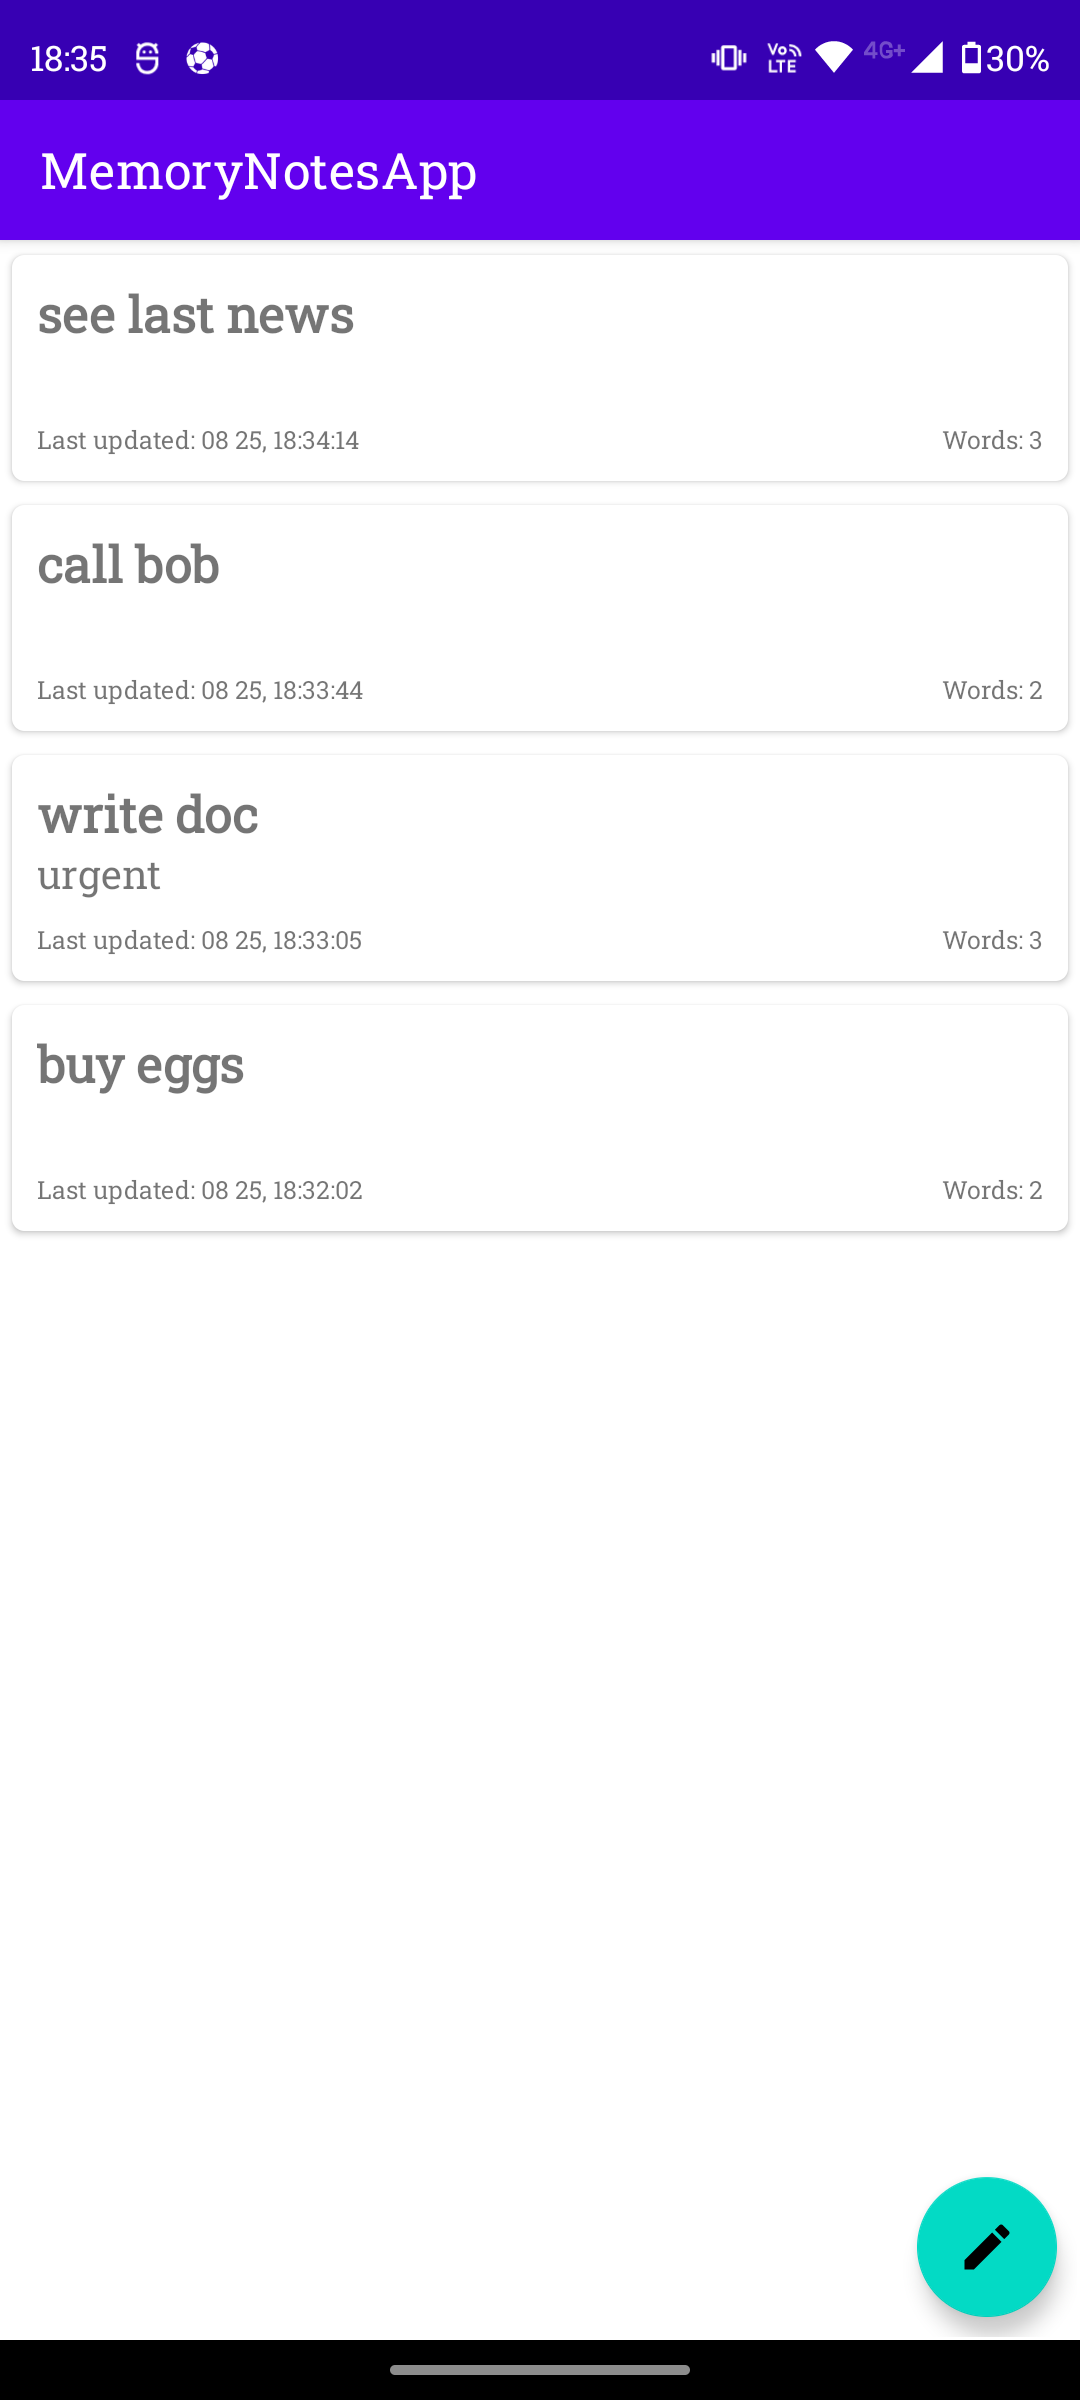 18:35 Vo LTE 4G+ 30%
MemoryNotesApp
see last news
Last updated: 08 25, 18:34:14 Words: 3
call bob
Last updated: 08 25, 18:33:44 Words: 2
write doc
urgent
Last updated: 08 25, 18:33:05 Words: 3
buy eggs
Last updated: 08 25, 18:32:02 Words: 2